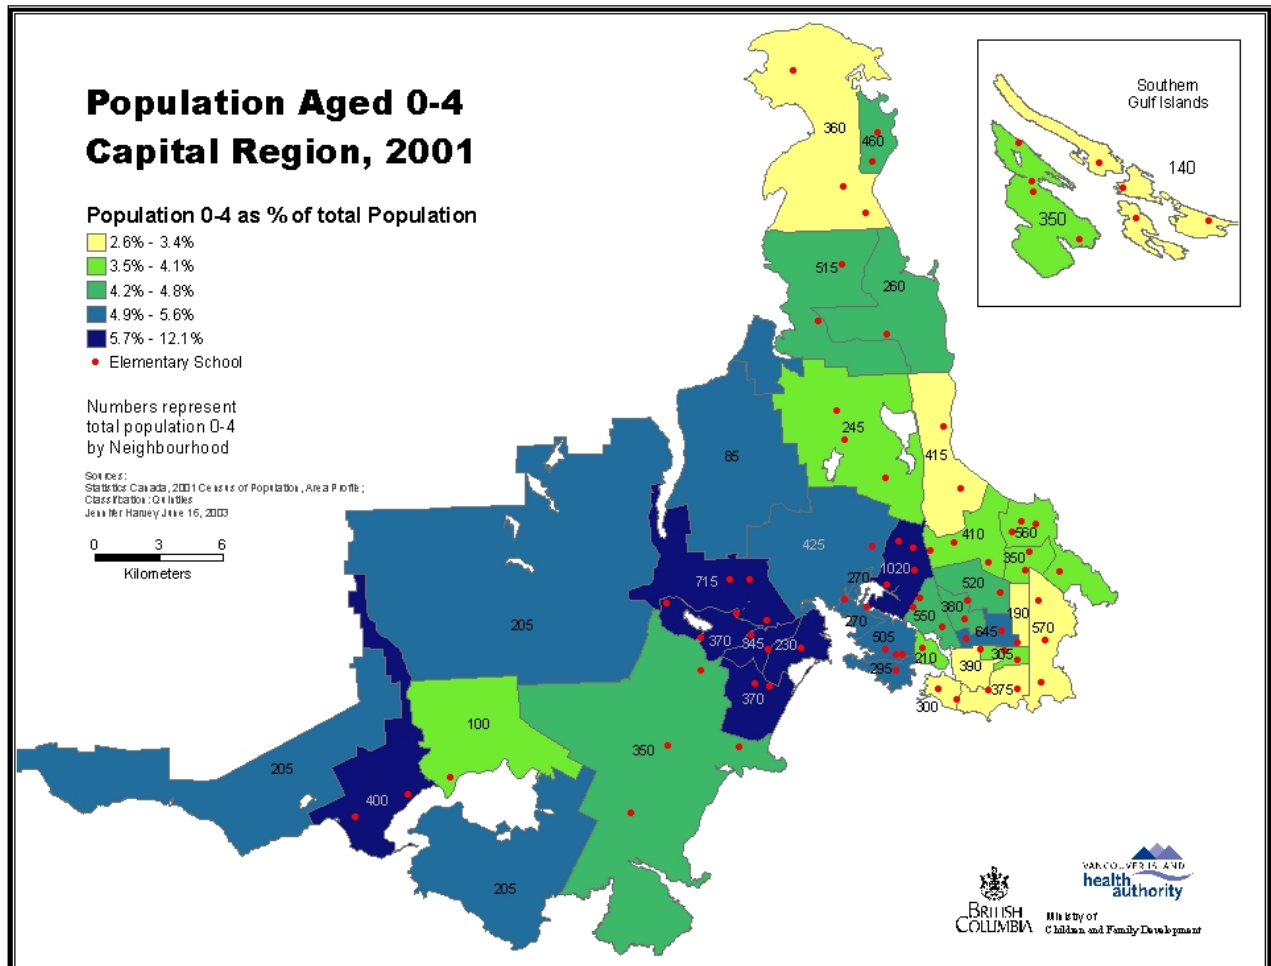 Population Aged 0-4
Capital Region, 2001
Population 0-4 as % of total Population
2.6% - 3.4%
3.5% - 4.1%
4.2% - 4.8%
4.9% - 5.6%
5.7% - 12.1%
Elementary School
Numbers represent
total population 0-4
by Neighbourhood
Sources:
Statistics Canada, 2001 Census of Population, Area Profile;
Classification: Quintiles
Jennifer Harvey June 16, 2003
0 3 6
Kilometers
Southern
Gulf Islands
140
350
360
460
515
260
245
415
85
410
560
425
350
1020
715
270
520
380
550
190
270
205
370
345
230
505
645
570
210
305
295
390
370
375
300
100
350
205
400
205
VANCOUVER ISLAND
health
authority
BRITISH
COLUMBIA
Ministry of
Children and Family Development